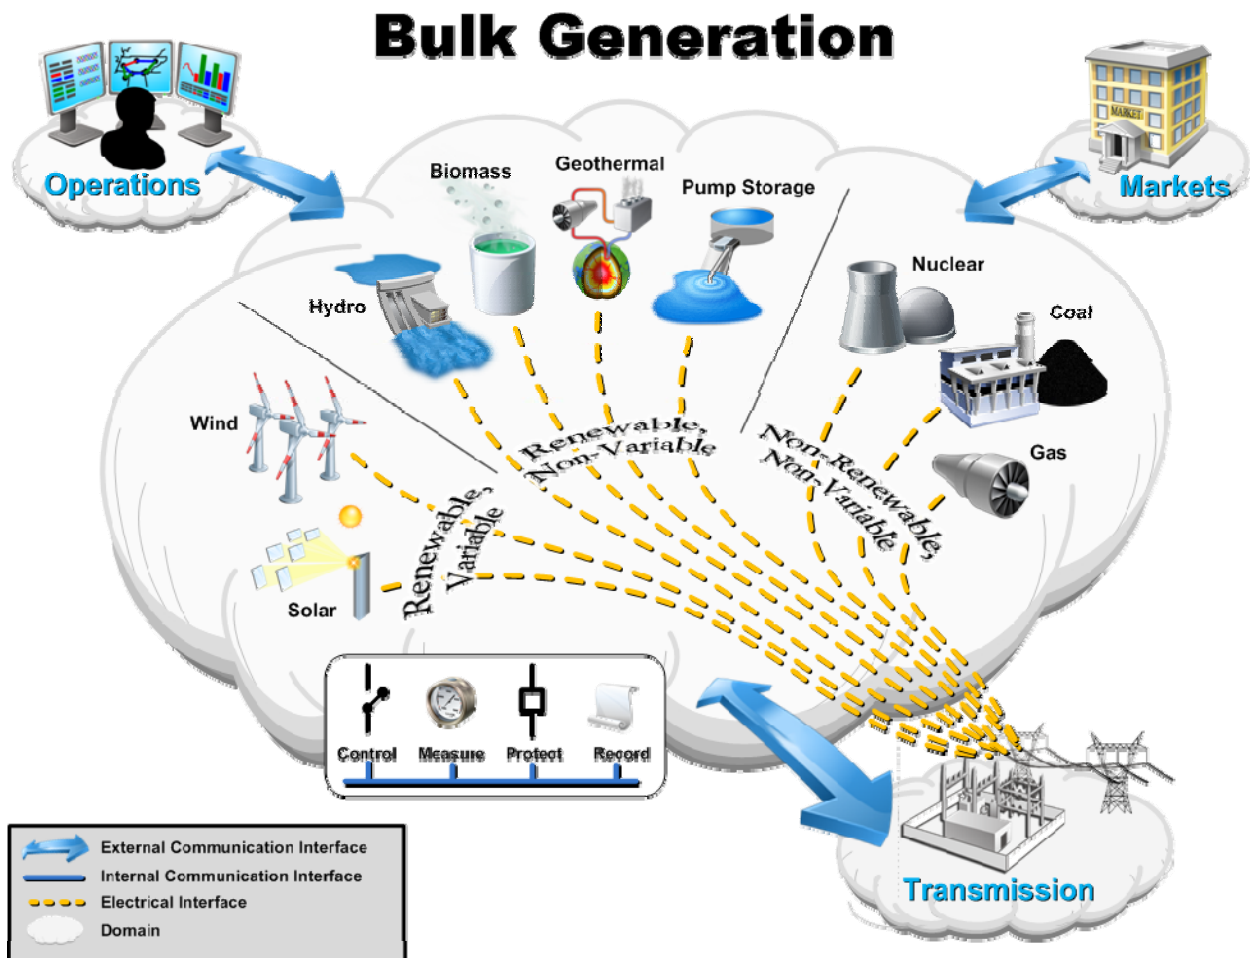 Bulk Generation
Operations
MARKET
Markets
Biomass
Geothermal
Pump Storage
Hydro
Nuclear
Coal
Gas
Wind
Solar
Renewable,
Variable
Renewable,
Non-Variable
Non-Renewable,
Non-Variable
Control
Measure
Protect
Record
Transmission
External Communication Interface
Internal Communication Interface
Electrical Interface
Domain